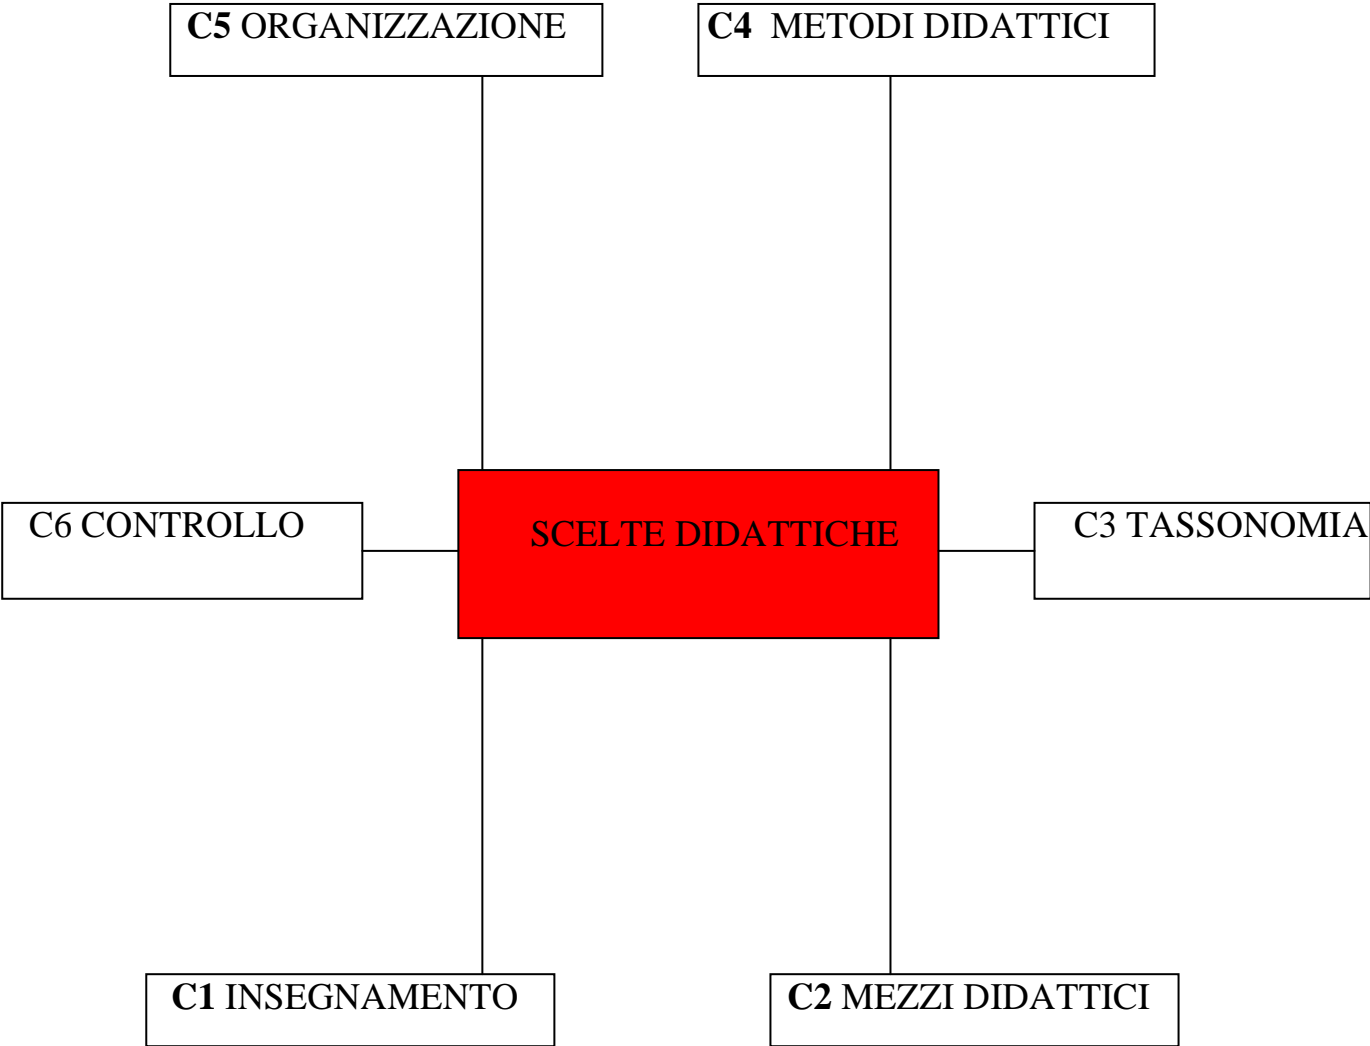 C5 ORGANIZZAZIONE
C4 METODI DIDATTICI
C6 CONTROLLO
SCELTE DIDATTICHE
C3 TASSONOMIA
C1 INSEGNAMENTO
C2 MEZZI DIDATTICI